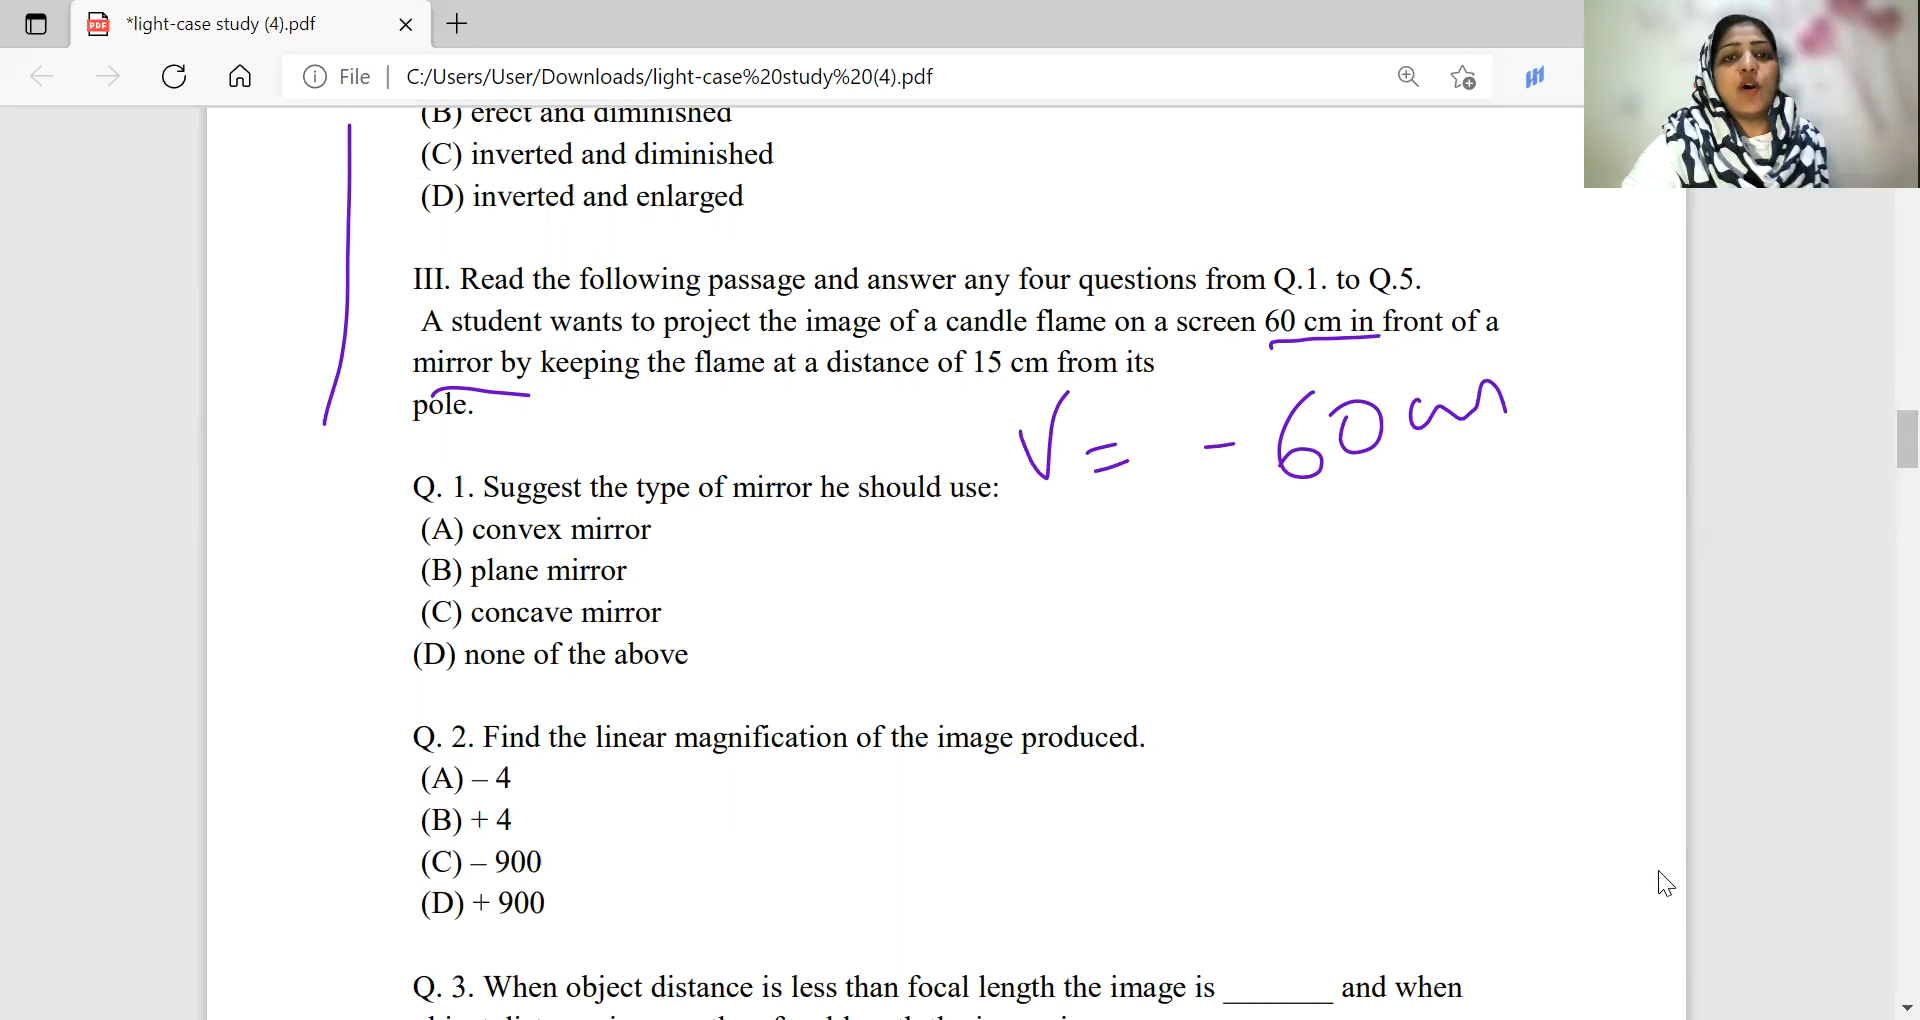 *light-case study (4).pdf
File | C:/Users/User/Downloads/light-case%20study%20(4).pdf
(B) erect and diminished
(C) inverted and diminished
(D) inverted and enlarged
III. Read the following passage and answer any four questions from Q.1. to Q.5.
A student wants to project the image of a candle flame on a screen 60 cm in front of a
mirror by keeping the flame at a distance of 15 cm from its
pole.
V = - 60 cm
Q. 1. Suggest the type of mirror he should use:
(A) convex mirror
(B) plane mirror
(C) concave mirror
(D) none of the above
Q. 2. Find the linear magnification of the image produced.
(A) – 4
(B) + 4
(C) – 900
(D) + 900
Q. 3. When object distance is less than focal length the image is _______ and when